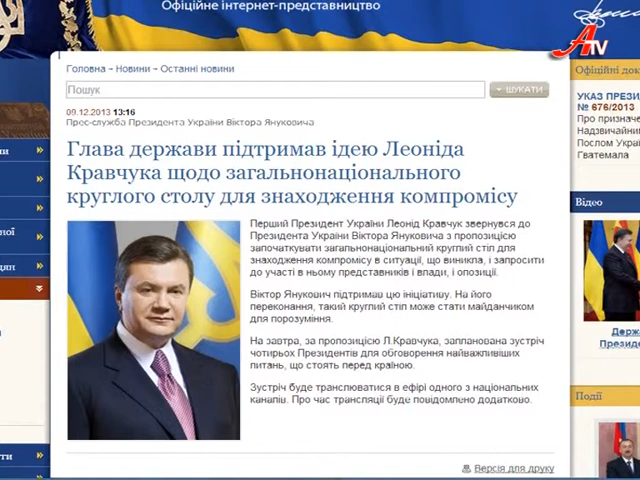 Офіційне інтернет-представництво
ATV
Головна – Новини – Останні новини
Пошук
ШУКАТИ
09.12.2013 13:16
Прес-служба Президента України Віктора Януковича
Глава держави підтримав ідею Леоніда
Кравчука щодо загальнонаціонального
круглого столу для знаходження компромісу
Перший Президент України Леонід Кравчук звернувся до
Президента України Віктора Януковича з пропозицією
започаткувати загальнонаціональний круглий стіл для
знаходження компромісу в ситуації, що виникла, і запросити
до участі в ньому представників і влади, і опозиції.
Віктор Янукович підтримав цю ініціативу. На його
переконання, такий круглий стіл може стати майданчиком
для порозуміння.
На завтра, за пропозицією Л.Кравчука, запланована зустріч
чотирьох Президентів для обговорення найважливіших
питань, що стоять перед країною.
Зустріч буде транслюватися в ефірі одного з національних
каналів. Про час трансляції буде повідомлено додатково.
Версія для друку
Офіційні док
УКАЗ ПРЕЗИ
№ 676/2013
Про призначе
Надзвичайни
Послом Украї
Гватемала
Відео
Держ
Президе
Події